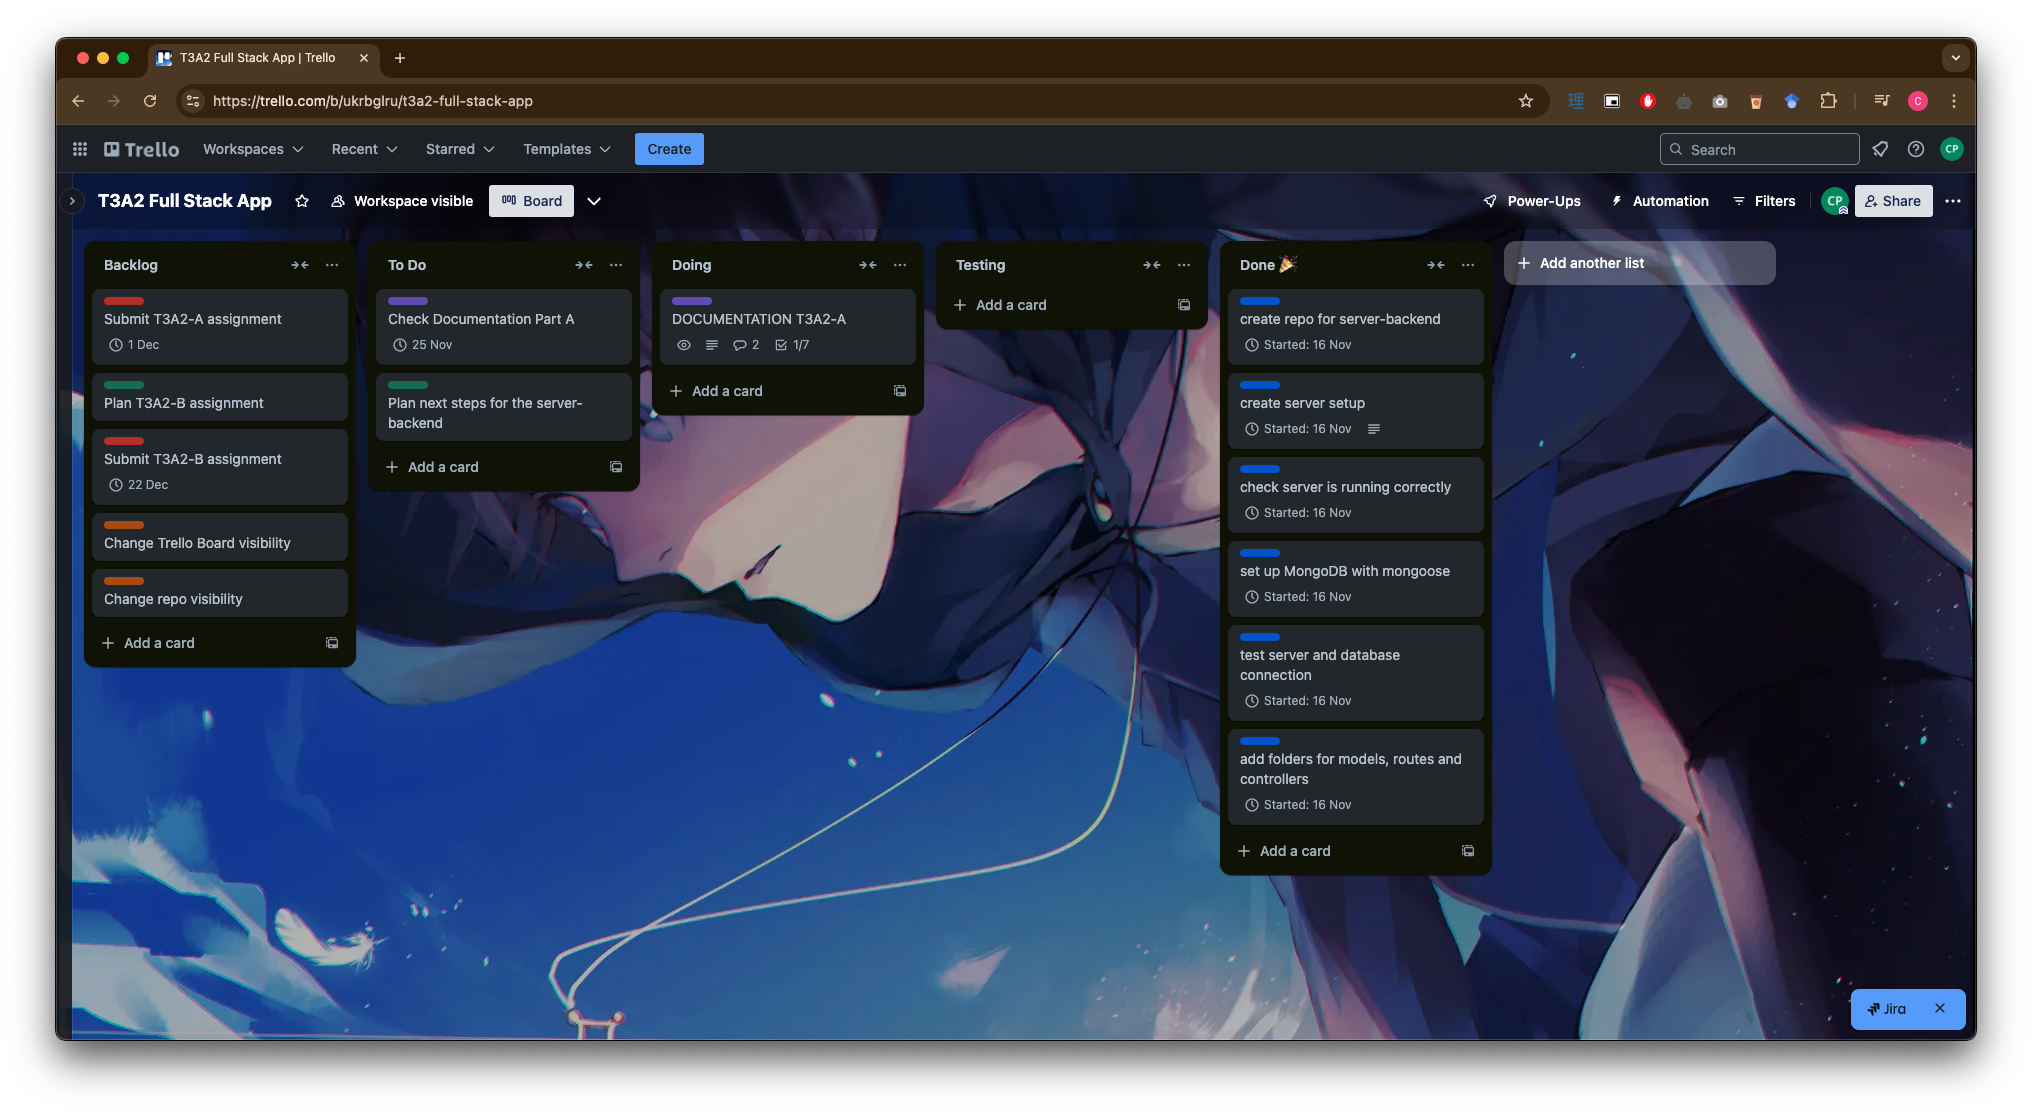 T3A2 Full Stack App | Trello
https://trello.com/b/ukrbglru/t3a2-full-stack-app
理
C
Trello
Workspaces
Recent
Starred
Templates
Create
Search
CP
T3A2 Full Stack App
Workspace visible
Board
Power-Ups
Automation
Filters
CP
Share
Backlog
Submit T3A2-A assignment
1 Dec
Plan T3A2-B assignment
Submit T3A2-B assignment
22 Dec
Change Trello Board visibility
Change repo visibility
Add a card
To Do
Check Documentation Part A
25 Nov
Plan next steps for the server-
backend
Add a card
Doing
DOCUMENTATION T3A2-A
2
1/7
Add a card
Testing
Add a card
Done 🎉
create repo for server-backend
Started: 16 Nov
create server setup
Started: 16 Nov
check server is running correctly
Started: 16 Nov
set up MongoDB with mongoose
Started: 16 Nov
test server and database
connection
Started: 16 Nov
add folders for models, routes and
controllers
Started: 16 Nov
Add a card
Add another list
Jira